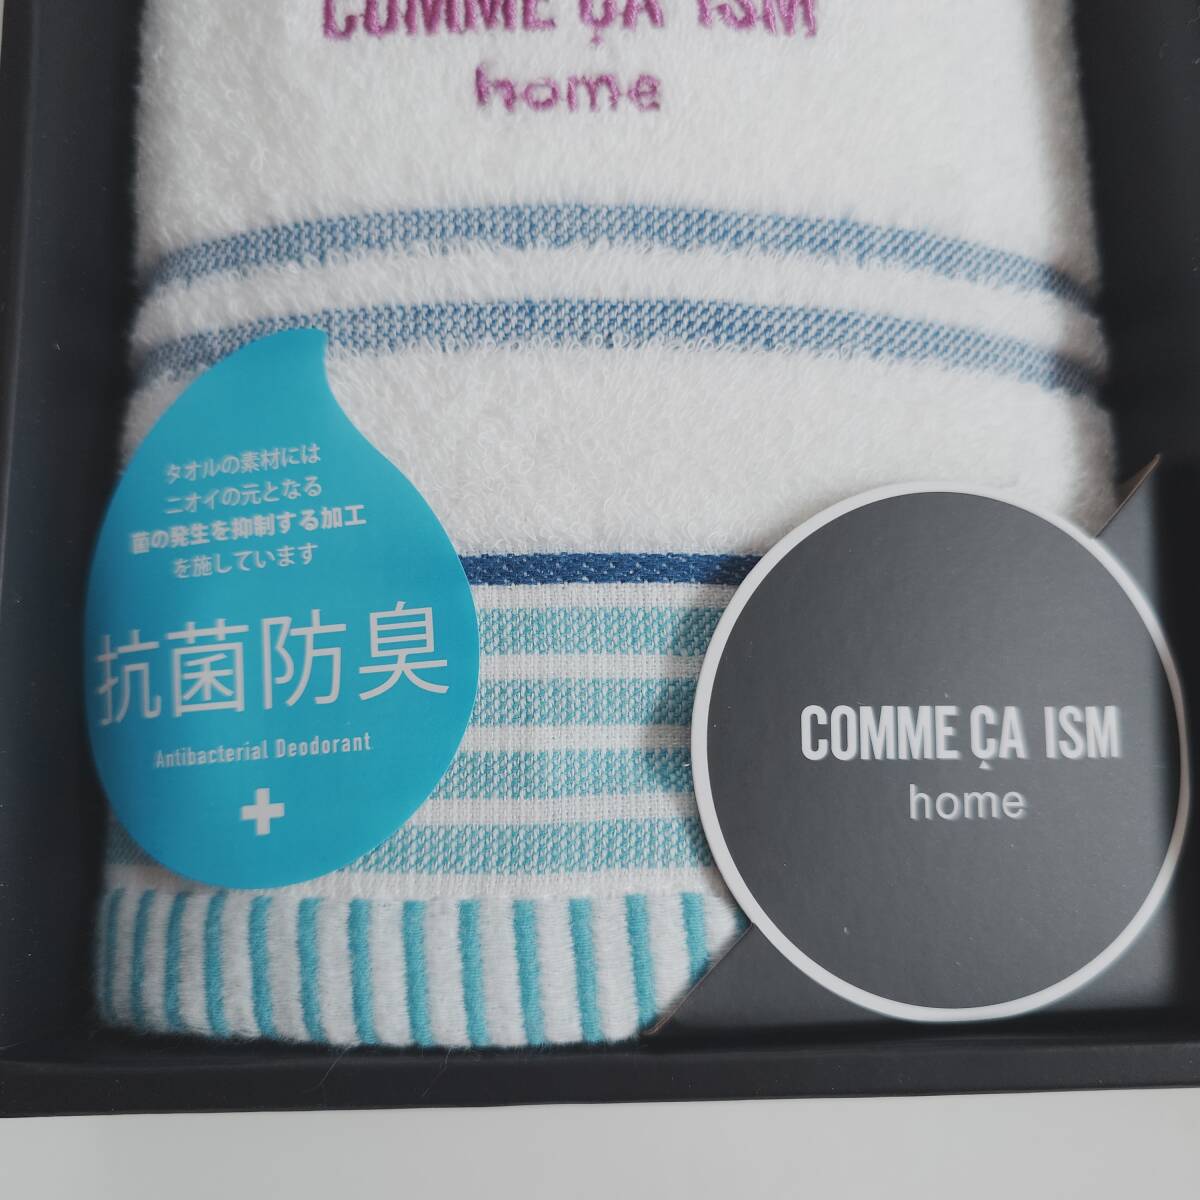 COMME ÇA ISM
home
タオルの素材には
ニオイの元となる
菌の発生を抑制する加工
を施しています
抗菌防臭
Antibacterial Deodorant
COMME ÇA ISM
home